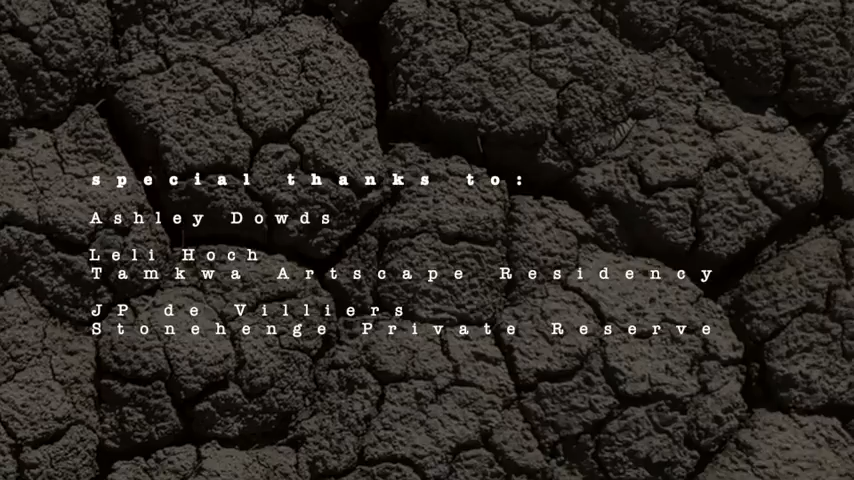 special thanks to:
Ashley Dowds
Leli Hoch
Tamkwa Artscape Residency
JP de Villiers
Stonehenge Private Reserve